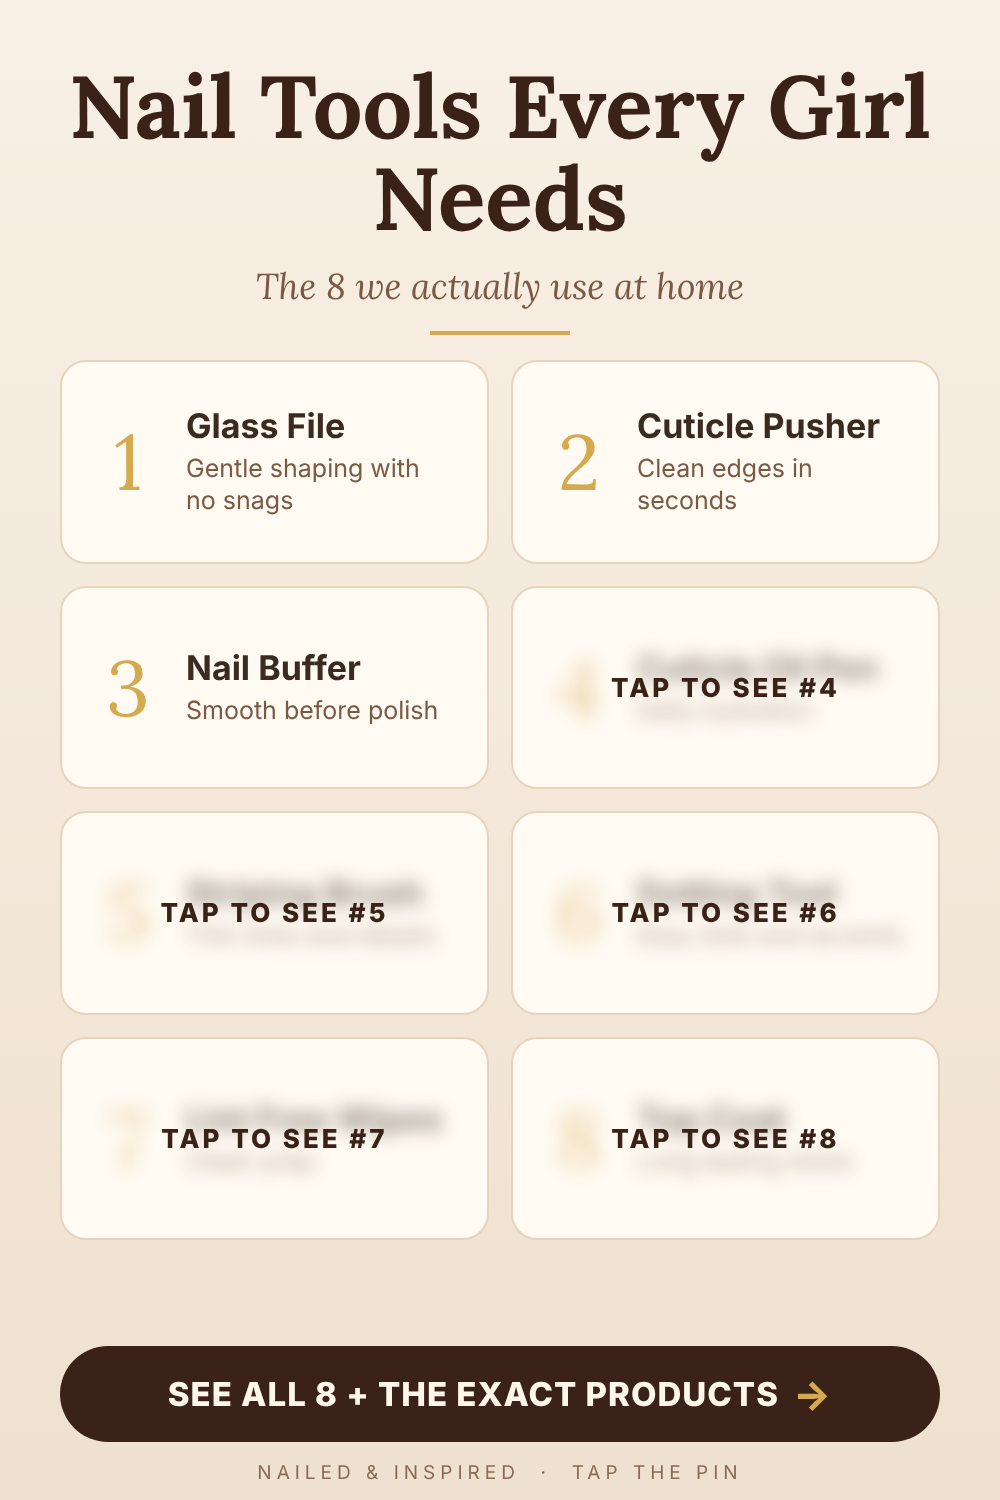 Nail Tools Every Girl
Needs
The 8 we actually use at home
1
Glass File
Gentle shaping with
no snags
2
Cuticle Pusher
Clean edges in
seconds
3
Nail Buffer
Smooth before polish
TAP TO SEE #4
TAP TO SEE #5
TAP TO SEE #6
TAP TO SEE #7
TAP TO SEE #8
SEE ALL 8 + THE EXACT PRODUCTS →
NAILED & INSPIRED · TAP THE PIN